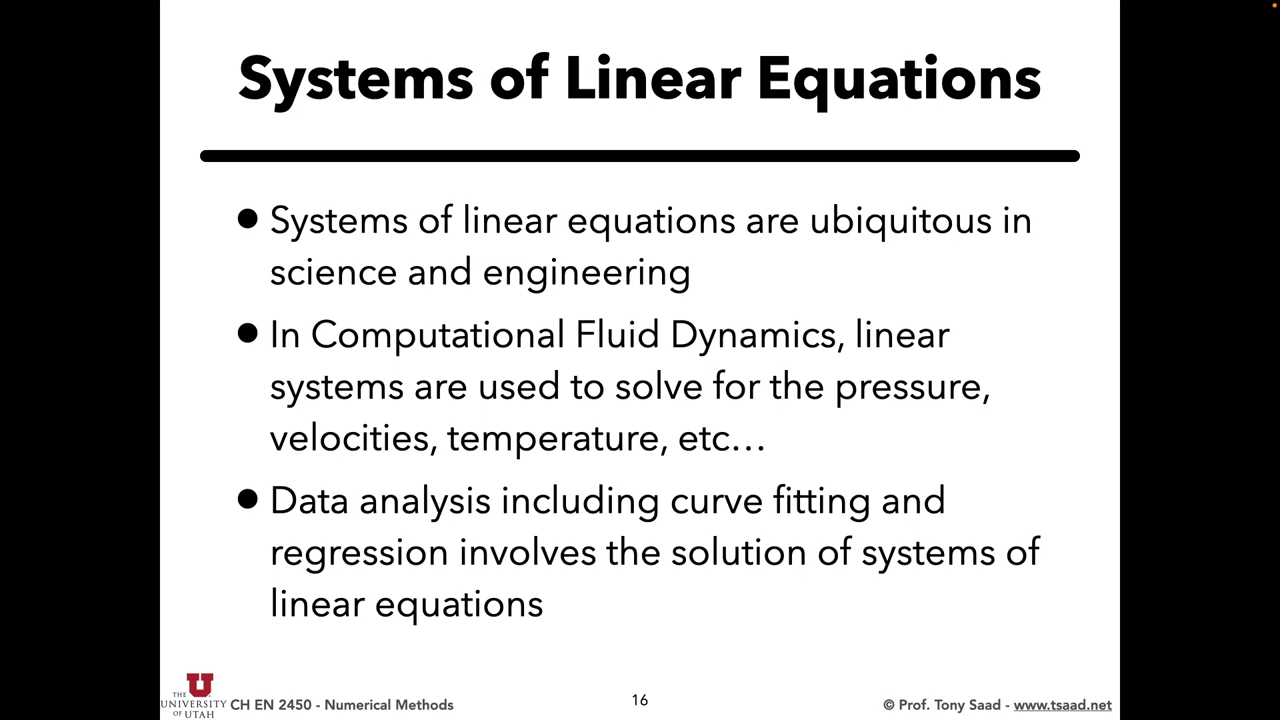 Systems of Linear Equations
● Systems of linear equations are ubiquitous in
science and engineering
● In Computational Fluid Dynamics, linear
systems are used to solve for the pressure,
velocities, temperature, etc…
● Data analysis including curve fitting and
regression involves the solution of systems of
linear equations
U
THE
UNIVERSITY
OF UTAH
CH EN 2450 - Numerical Methods
16
© Prof. Tony Saad - www.tsaad.net